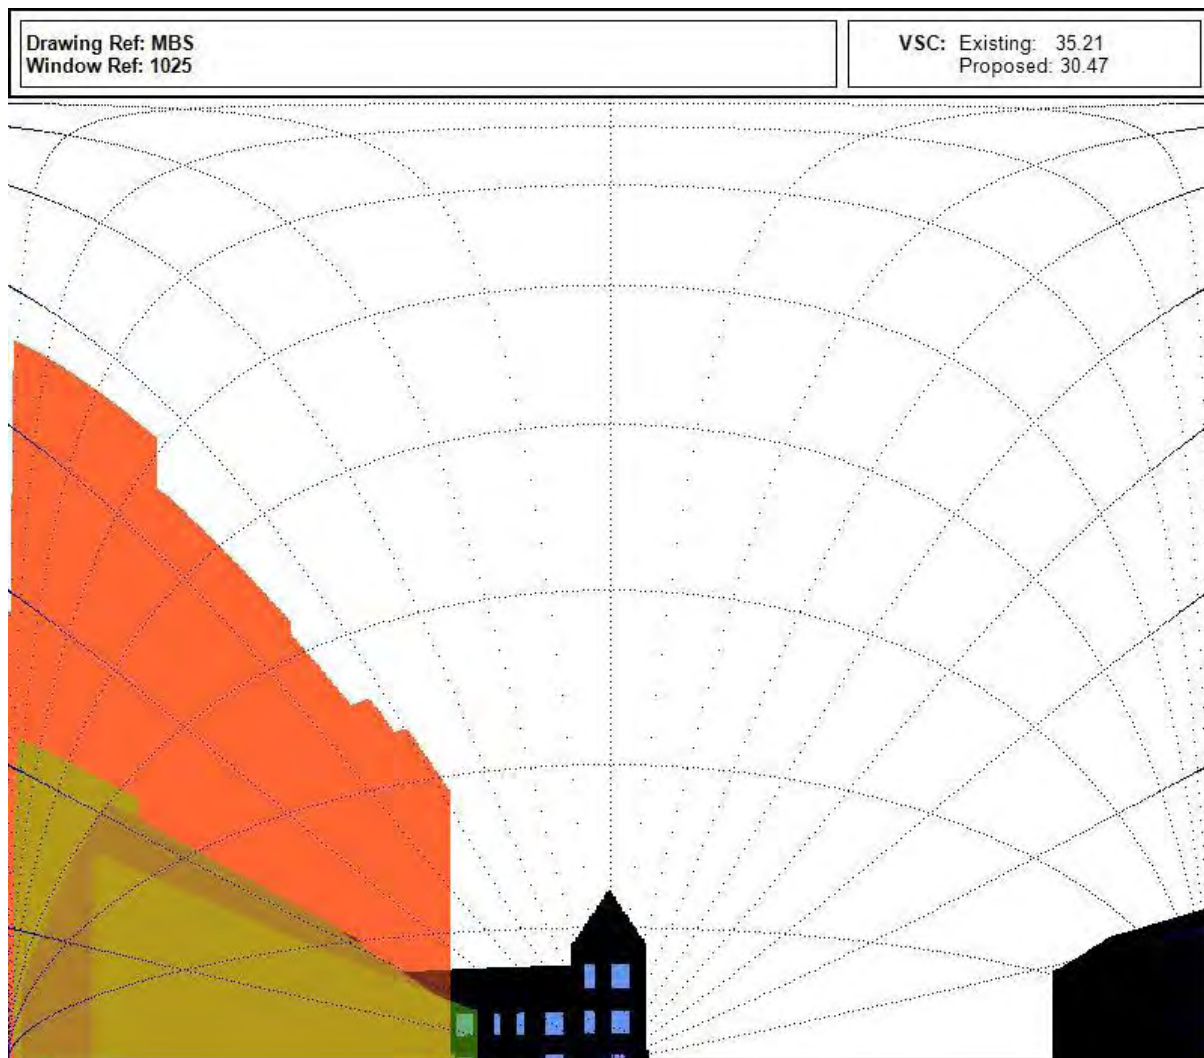 Drawing Ref: MBS
Window Ref: 1025
VSC: Existing: 35.21
Proposed: 30.47